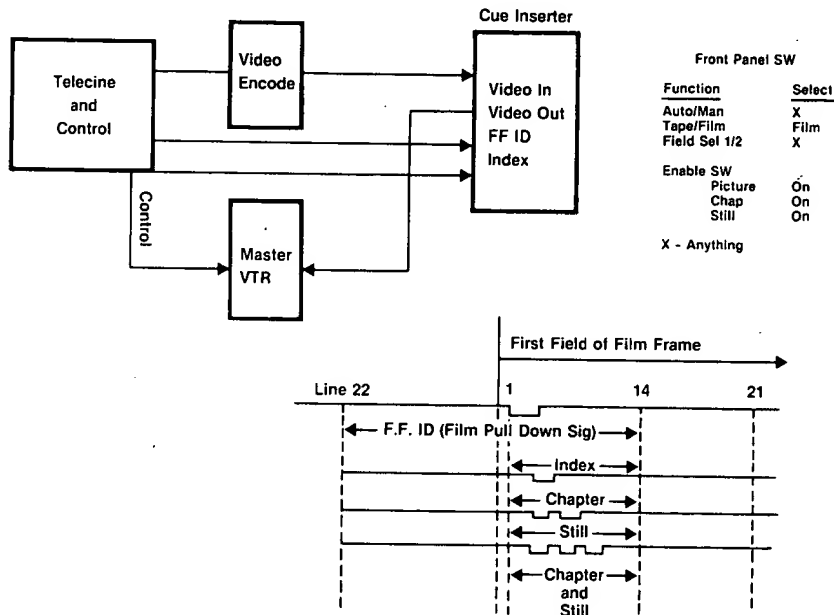 Cue Inserter
Telecine
and
Control
Video
Encode
Video In
Video Out
FF ID
Index
Control
Master
VTR
Front Panel SW
Function Select
Auto/Man X
Tape/Film Film
Field Sel 1/2 X
Enable SW
Picture On
Chap On
Still On
X - Anything
First Field of Film Frame
Line 22 1 14 21
F.F. ID (Film Pull Down Sig)
Index
Chapter
Still
Chapter
and
Still